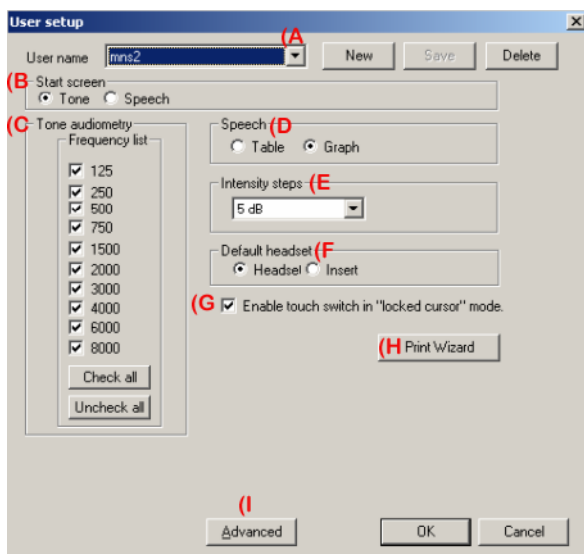 User setup
(A
User name mns2 New Save Delete
(B Start screen
Tone Speech
(C Tone audiometry
Frequency list
125
250
500
750
1500
2000
3000
4000
6000
8000
Check all
Uncheck all
Speech (D
Table Graph
Intensity steps (E
5 dB
Default headset (F
Headset Insert
(G Enable touch switch in "locked cursor" mode.
(H Print Wizard
(I
Advanced OK Cancel